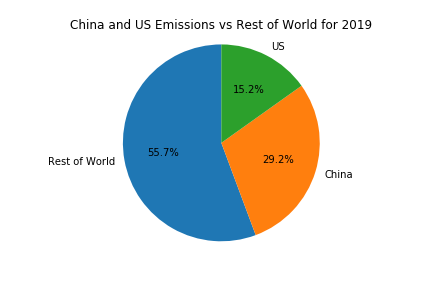 China and US Emissions vs Rest of World for 2019
US
15.2%
55.7%
29.2%
Rest of World
China